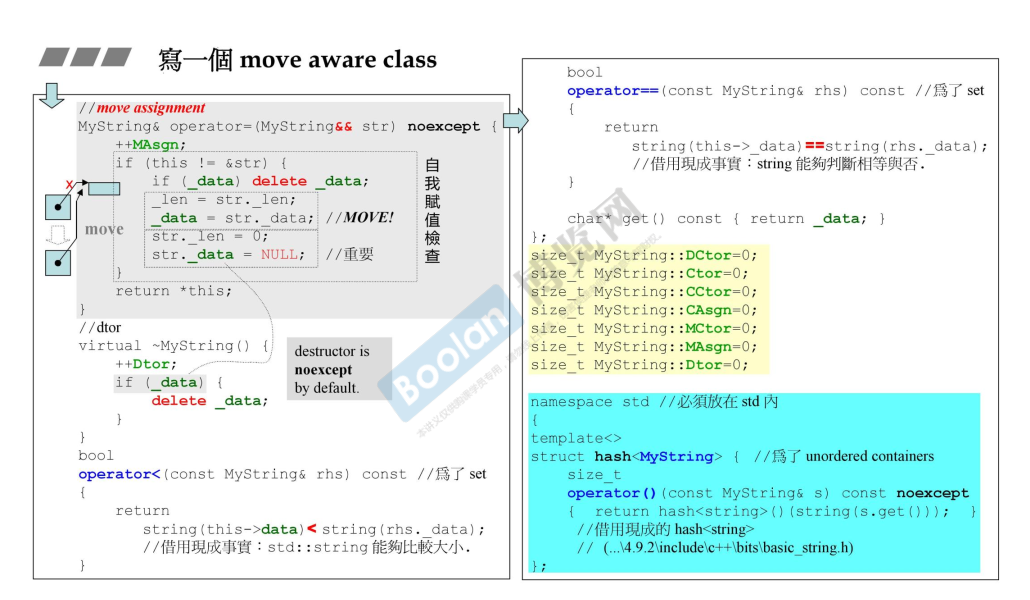 寫一個 move aware class
//move assignment
MyString& operator=(MyString&& str) noexcept {
++MAsgn;
if (this != &str) {
if (_data) delete _data;
_len = str._len;
_data = str._data; //MOVE!
str._len = 0;
str._data = NULL; //重要
}
return *this;
}
自我賦值檢查
x
move
//dtor
virtual ~MyString() {
++Dtor;
if (_data) {
delete _data;
}
}
destructor is
noexcept
by default.
bool
operator<(const MyString& rhs) const //爲了 set
{
return
string(this->data)< string(rhs._data);
//借用現成事實：std::string 能夠比較大小.
}
bool
operator==(const MyString& rhs) const //爲了 set
{
return
string(this->_data)==string(rhs._data);
//借用現成事實：string 能夠判斷相等與否.
}
char* get() const { return _data; }
};
size_t MyString::DCtor=0;
size_t MyString::Ctor=0;
size_t MyString::CCtor=0;
size_t MyString::CAsgn=0;
size_t MyString::MCtor=0;
size_t MyString::MAsgn=0;
size_t MyString::Dtor=0;
namespace std //必須放在 std 內
{
template<>
struct hash<MyString> { //爲了 unordered containers
size_t
operator()(const MyString& s) const noexcept
{ return hash<string>()(string(s.get())); }
//借用現成的 hash<string>
// (...\4.9.2\include\c++\bits\basic_string.h)
};
Boolan
博览网